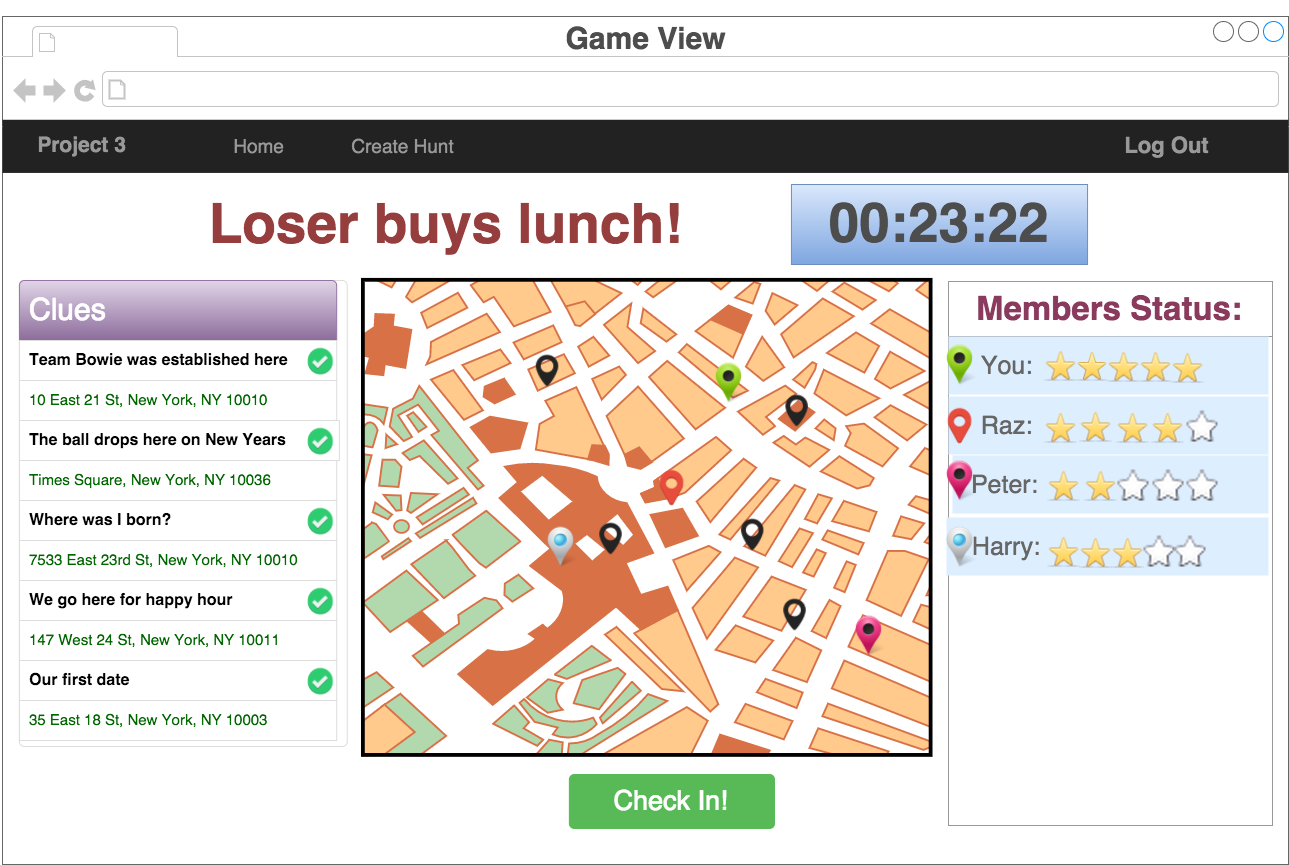 Game View
Project 3 Home Create Hunt Log Out
Loser buys lunch! 00:23:22
Clues
Team Bowie was established here
10 East 21 St, New York, NY 10010
The ball drops here on New Years
Times Square, New York, NY 10036
Where was I born?
7533 East 23rd St, New York, NY 10010
We go here for happy hour
147 West 24 St, New York, NY 10011
Our first date
35 East 18 St, New York, NY 10003
Members Status:
You:
Raz:
Peter:
Harry:
Check In!